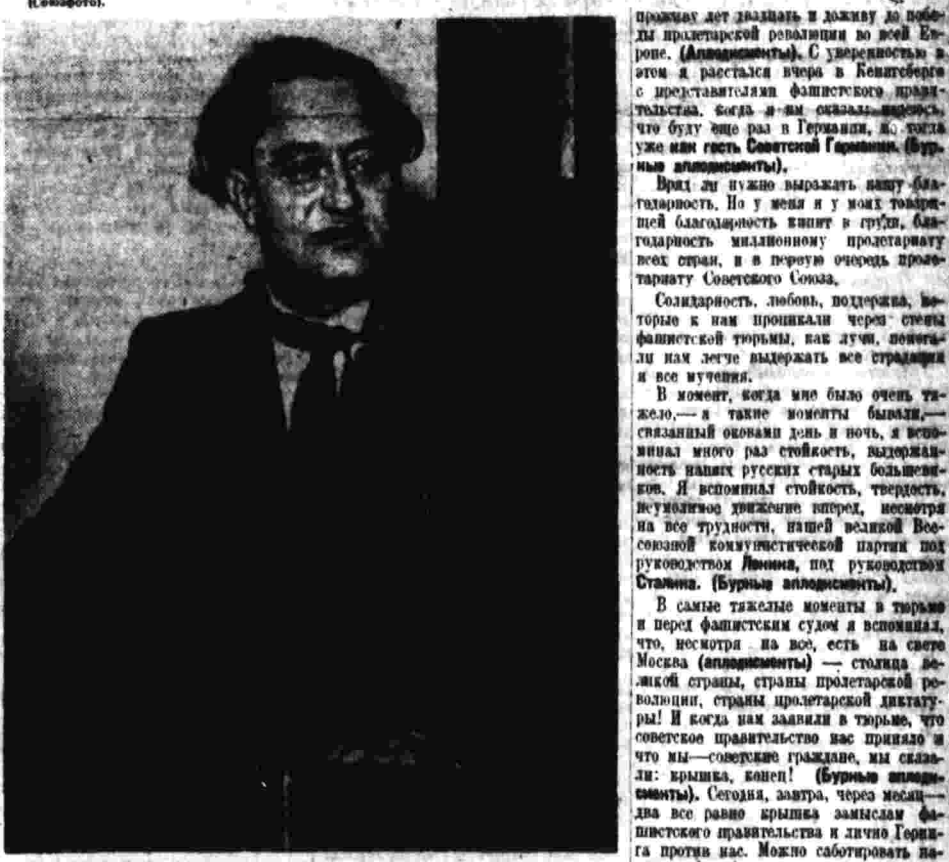 (Союзфото).
проживу лет двадцать и доживу до побе-
ды пролетарской революции во всей Ев-
ропе. (Аплодисменты). С уверенностью в
этом я расстался вчера в Кенигсберге
с представителями фашистского прави-
тельства, когда я им сказал: надеюсь,
что буду еще раз в Германии, но тогда
уже как гость Советской Германии. (Бур-
ные аплодисменты).
Вряд ли нужно выражать нашу бла-
годарность. Но у меня и у моих товари-
щей благодарность кипит в груди, бла-
годарность миллионному пролетариату
всех стран, и в первую очередь проле-
тариату Советского Союза.
Солидарность, любовь, поддержка, ко-
торые к нам проникали через стены
фашистской тюрьмы, как лучи, помога-
ли нам легче выдержать все страдания
и все мучения.
В момент, когда мне было очень тя-
жело,— а такие моменты бывали,—
связанный оковами день и ночь, я вспо-
минал много раз стойкость, выдержан-
ность наших русских старых большеви-
ков. Я вспоминал стойкость, твердость,
неумолимое движение вперед, несмотря
на все трудности, нашей великой Все-
союзной коммунистической партии под
руководством Ленина, под руководством
Сталина. (Бурные аплодисменты).
В самые тяжелые моменты в тюрьме
и перед фашистским судом я вспоминал,
что, несмотря на все, есть на свете
Москва (аплодисменты) — столица ве-
ликой страны, страны пролетарской ре-
волюции, страны пролетарской диктату-
ры! И когда нам заявили в тюрьме, что
советское правительство нас приняло и
что мы—советские граждане, мы сказа-
ли: крышка, конец! (Бурные аплоди-
сменты). Сегодня, завтра, через месяц—
два все равно крышка замыслам фа-
шистского правительства и лично Герин-
га против нас. Можно саботировать на-